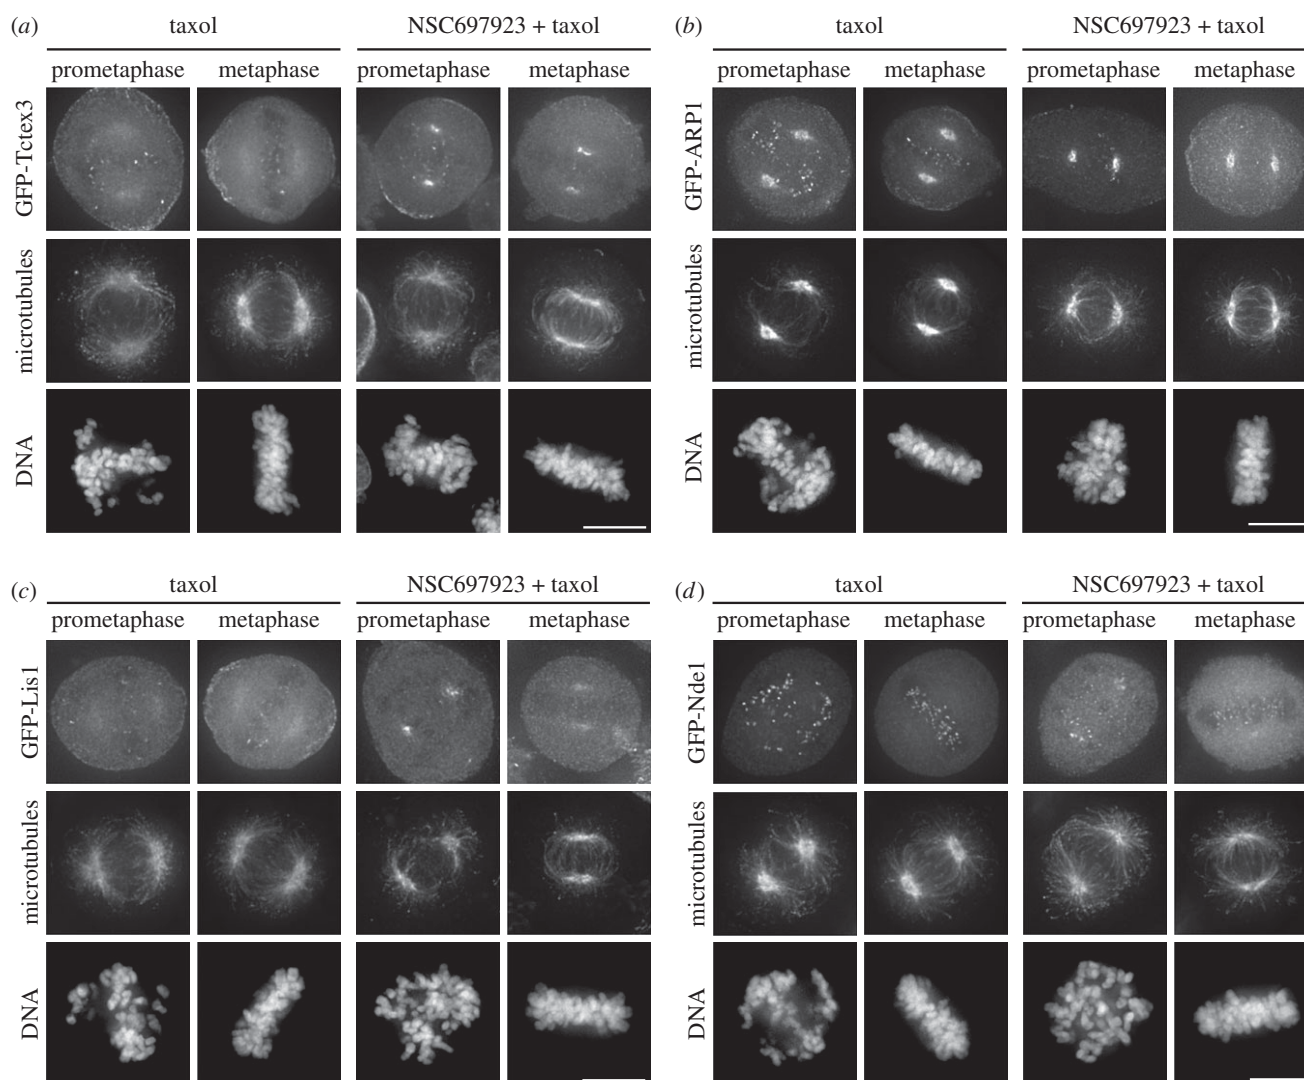 (a) taxol NSC697923 + taxol (b) taxol NSC697923 + taxol
prometaphase metaphase prometaphase metaphase prometaphase metaphase prometaphase metaphase
GFP-Tctex3 GFP-ARP1
microtubules microtubules
DNA DNA
(c) taxol NSC697923 + taxol (d) taxol NSC697923 + taxol
prometaphase metaphase prometaphase metaphase prometaphase metaphase prometaphase metaphase
GFP-Lis1 GFP-Nde1
microtubules microtubules
DNA DNA